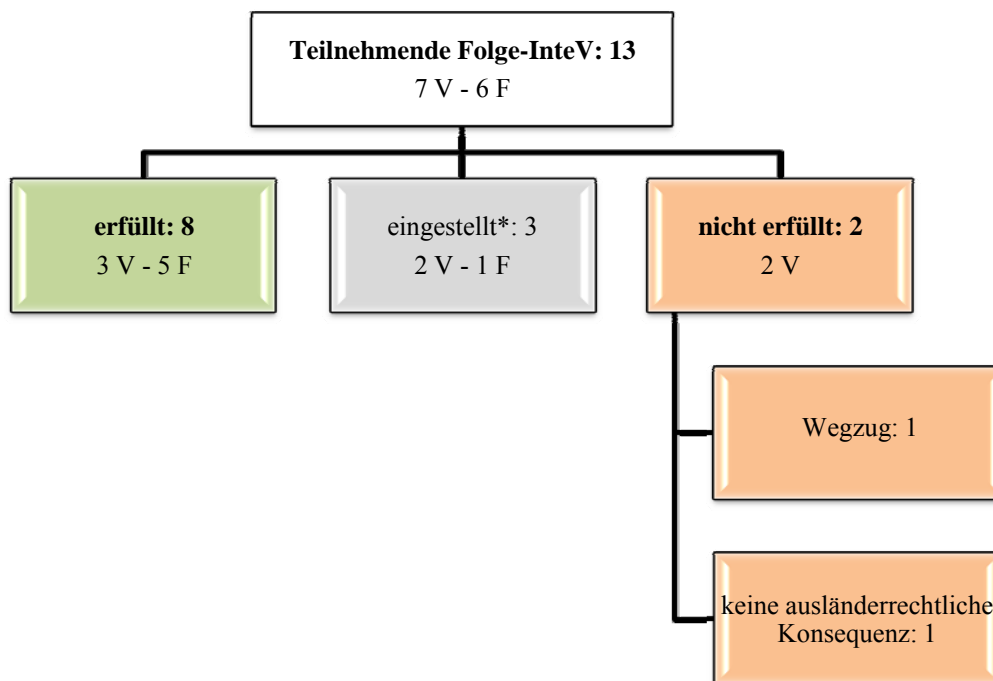 Teilnehmende Folge-InteV: 13
7 V - 6 F
erfüllt: 8
3 V - 5 F
eingestellt*: 3
2 V - 1 F
nicht erfüllt: 2
2 V
Wegzug: 1
keine ausländerrechtliche
Konsequenz: 1